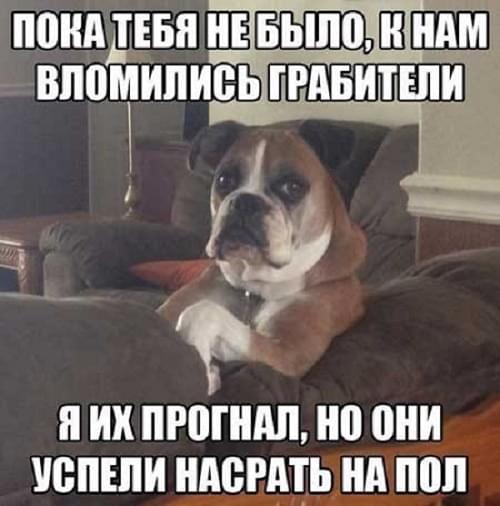 ПОКА ТЕБЯ НЕ БЫЛО, К НАМ
ВЛОМИЛИСЬ ГРАБИТЕЛИ
Я ИХ ПРОГНАЛ, НО ОНИ
УСПЕЛИ НАСРАТЬ НА ПОЛ